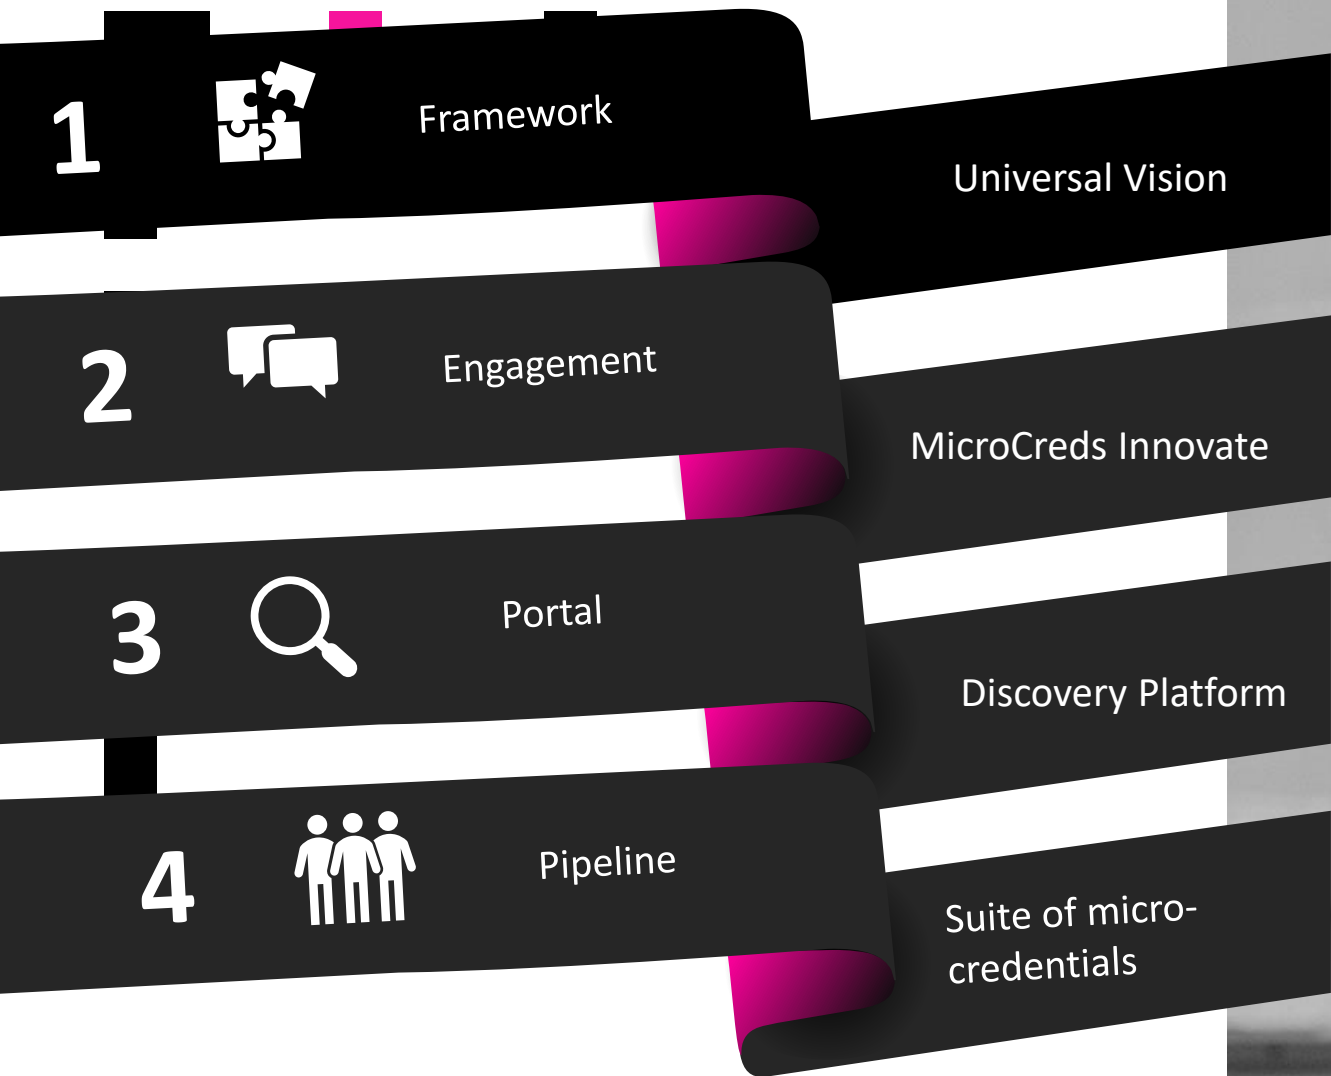 1
Framework
Universal Vision
2
Engagement
MicroCreds Innovate
3
Portal
Discovery Platform
4
Pipeline
Suite of micro-
credentials